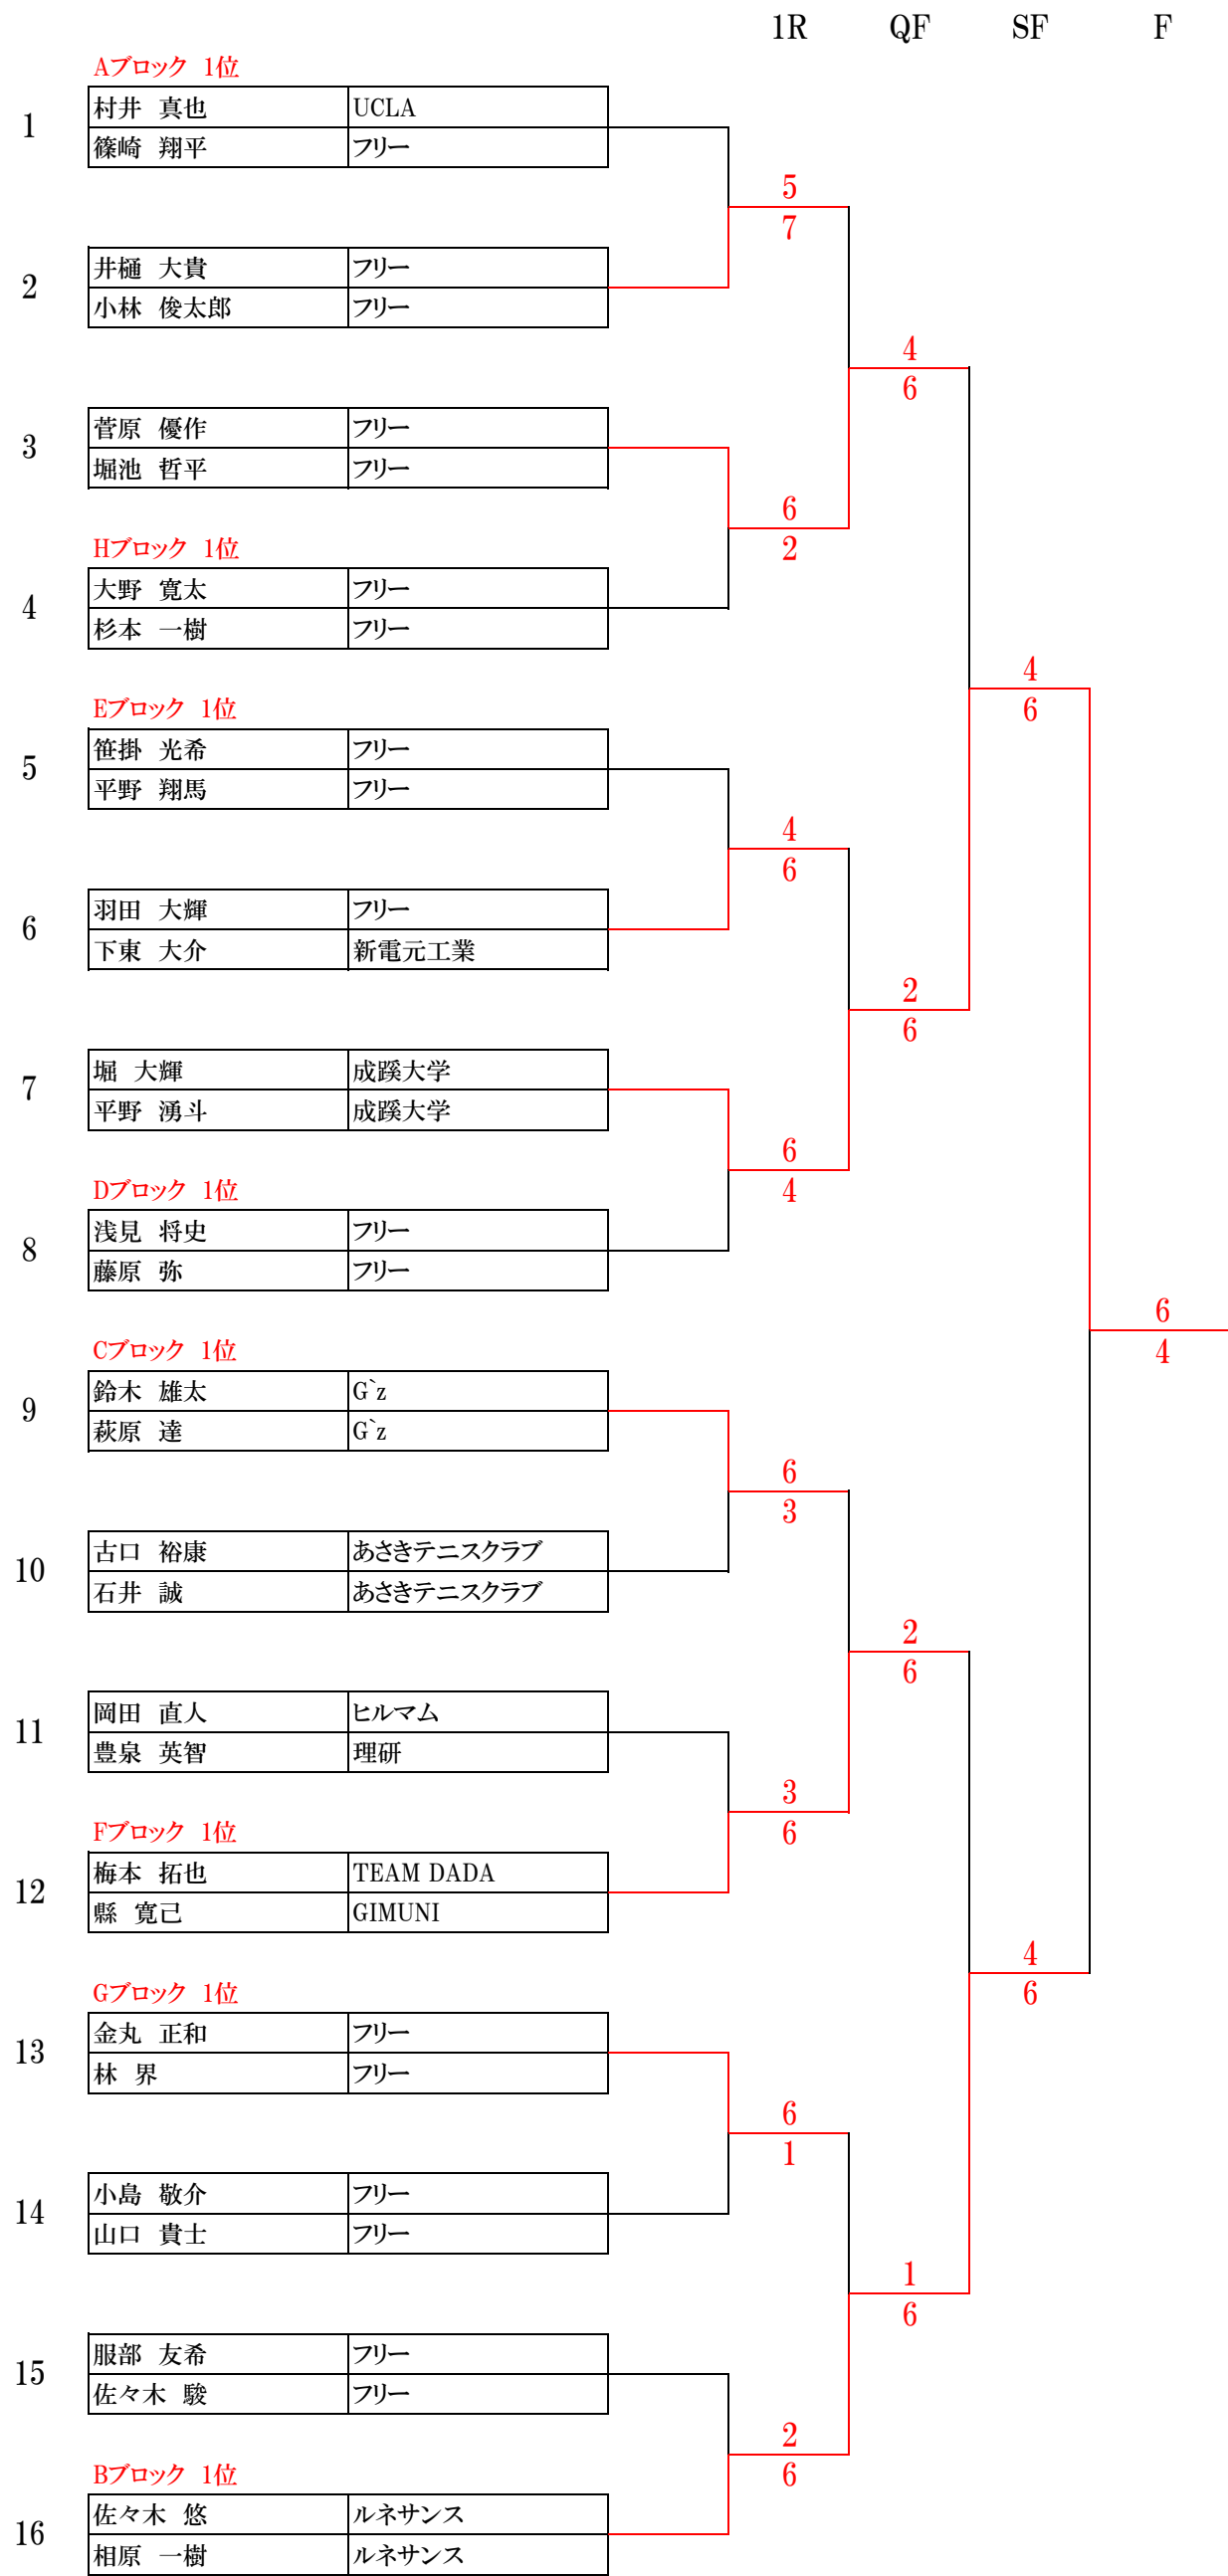 1R QF SF F
Aブロック 1位
1
村井 真也 UCLA
篠崎 翔平 フリー
5
7
2
井樋 大貴 フリー
小林 俊太郎 フリー
4
6
3
菅原 優作 フリー
堀池 哲平 フリー
6
2
Hブロック 1位
4
大野 寛太 フリー
杉本 一樹 フリー
4
6
Eブロック 1位
5
笹掛 光希 フリー
平野 翔馬 フリー
4
6
6
羽田 大輝 フリー
下東 大介 新電元工業
2
6
7
堀 大輝 成蹊大学
平野 湧斗 成蹊大学
6
4
Dブロック 1位
8
浅見 将史 フリー
藤原 弥 フリー
6
4
Cブロック 1位
9
鈴木 雄太 G`z
萩原 達 G`z
6
3
10
古口 裕康 あさきテニスクラブ
石井 誠 あさきテニスクラブ
2
6
11
岡田 直人 ヒルマム
豊泉 英智 理研
3
6
Fブロック 1位
12
梅本 拓也 TEAM DADA
縣 寛己 GIMUNI
4
6
Gブロック 1位
13
金丸 正和 フリー
林 界 フリー
6
1
14
小島 敬介 フリー
山口 貴士 フリー
1
6
15
服部 友希 フリー
佐々木 駿 フリー
2
6
Bブロック 1位
16
佐々木 悠 ルネサンス
相原 一樹 ルネサンス